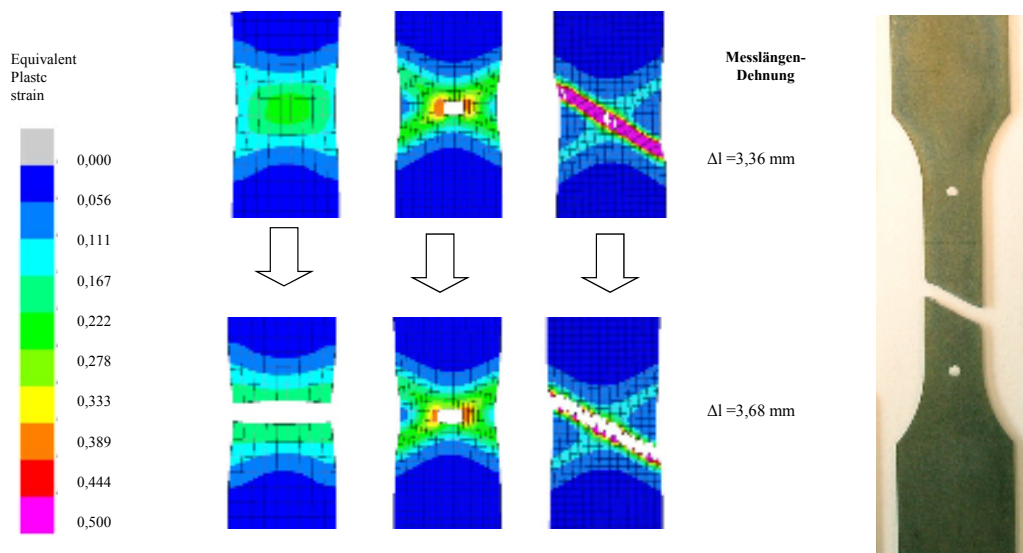 Equivalent
Plastc
strain
0,000
0,056
0,111
0,167
0,222
0,278
0,333
0,389
0,444
0,500
Messlängen-
Dehnung
Δl =3,36 mm
Δl =3,68 mm